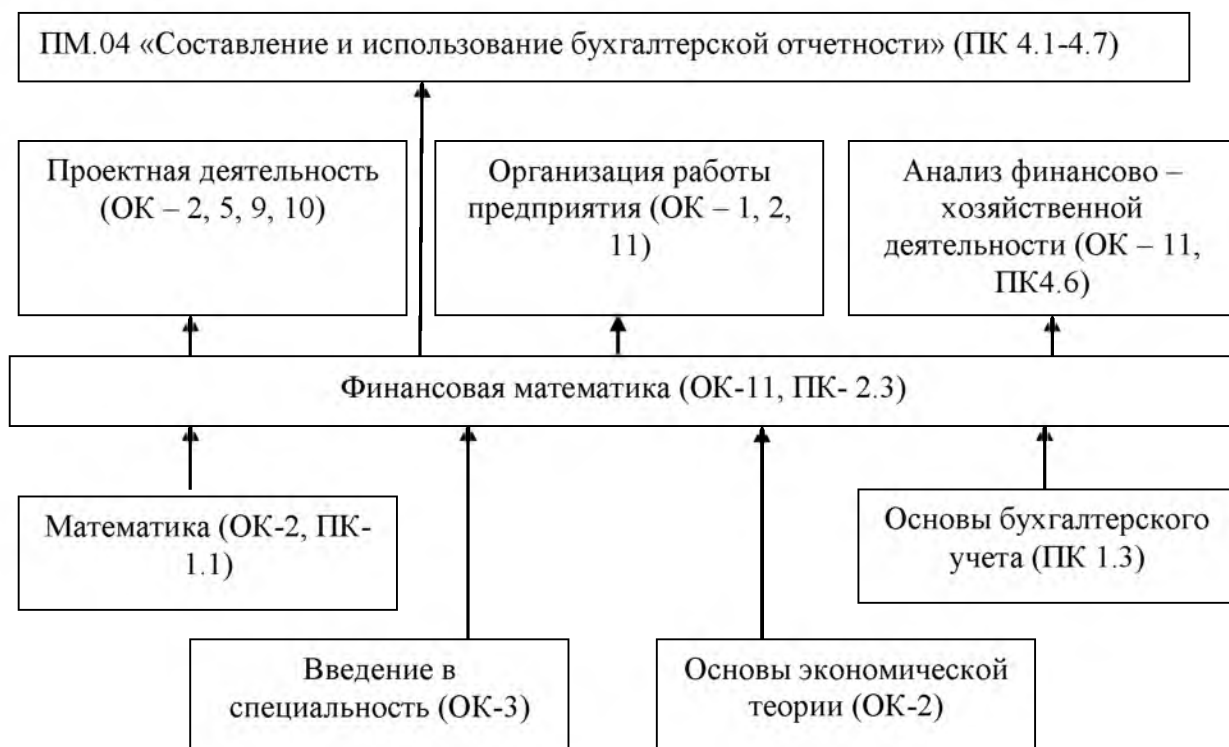 ПМ.04 «Составление и использование бухгалтерской отчетности» (ПК 4.1-4.7)
Проектная деятельность
(ОК – 2, 5, 9, 10)
Организация работы
предприятия (ОК – 1, 2,
11)
Анализ финансово –
хозяйственной
деятельности (ОК – 11,
ПК4.6)
Финансовая математика (ОК-11, ПК- 2.3)
Математика (ОК-2, ПК-
1.1)
Основы бухгалтерского
учета (ПК 1.3)
Введение в
специальность (ОК-3)
Основы экономической
теории (ОК-2)